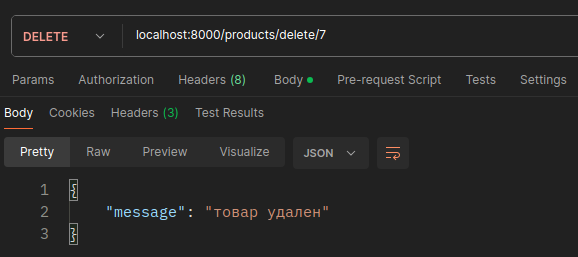 DELETE localhost:8000/products/delete/7
Params Authorization Headers (8) Body Pre-request Script Tests Settings
Body Cookies Headers (3) Test Results
Pretty Raw Preview Visualize JSON
1 {
2 "message": "товар удален"
3 }